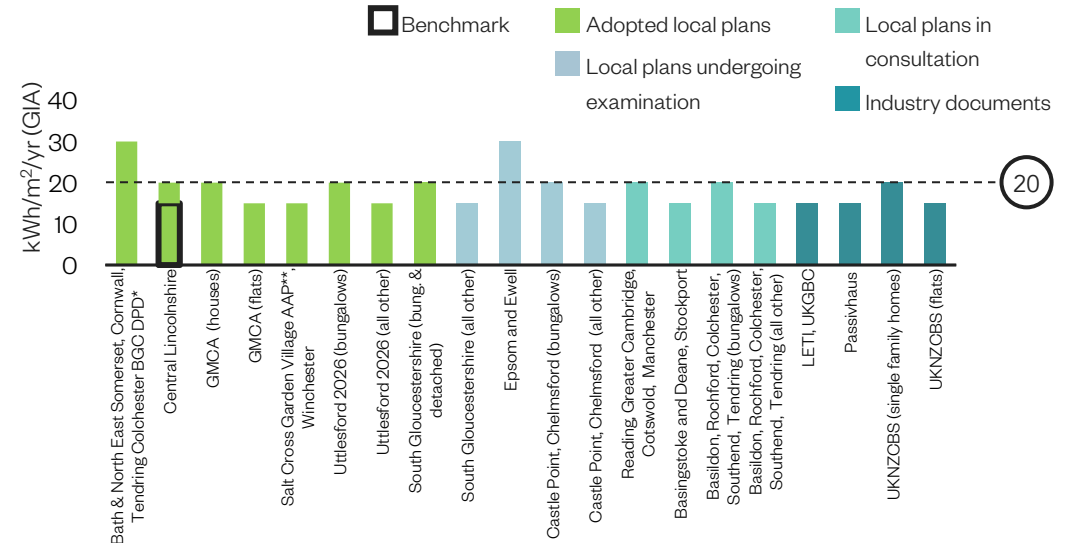 Benchmark
Adopted local plans
Local plans undergoing
examination
Local plans in
consultation
Industry documents
kWh/m²/yr (GIA)
40
30
20
10
0
20
Bath & North East Somerset, Cornwall,
Tendring Colchester BGC DPD*
Central Lincolnshire
GMCA (houses)
GMCA (flats)
Salt Cross Garden Village AAP**,
Winchester
Uttlesford 2026 (bungalows)
Uttlesford 2026 (all other)
South Gloucestershire (bung. &
detached)
South Gloucestershire (all other)
Epsom and Ewell
Castle Point, Chelmsford (bungalows)
Castle Point, Chelmsford (all other)
Reading, Greater Cambridge,
Cotswold, Manchester
Basingstoke and Deane, Stockport
Basildon, Rochford, Colchester,
Southend, Tendring (bungalows)
Basildon, Rochford, Colchester,
Southend, Tendring (all other)
LETI, UKGBC
Passivhaus
UKNZCBS (single family homes)
UKNZCBS (flats)